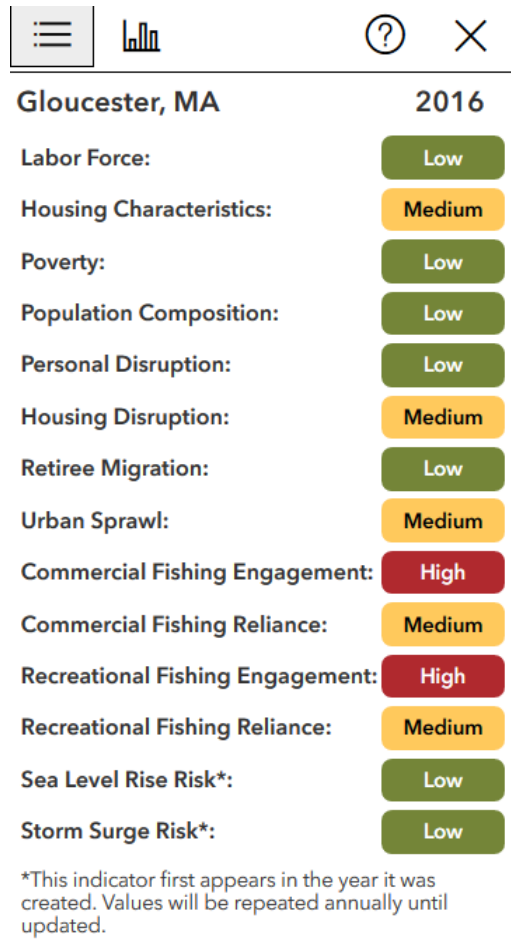 Gloucester, MA 2016
Labor Force: Low
Housing Characteristics: Medium
Poverty: Low
Population Composition: Low
Personal Disruption: Low
Housing Disruption: Medium
Retiree Migration: Low
Urban Sprawl: Medium
Commercial Fishing Engagement: High
Commercial Fishing Reliance: Medium
Recreational Fishing Engagement: High
Recreational Fishing Reliance: Medium
Sea Level Rise Risk*: Low
Storm Surge Risk*: Low
*This indicator first appears in the year it was
created. Values will be repeated annually until
updated.